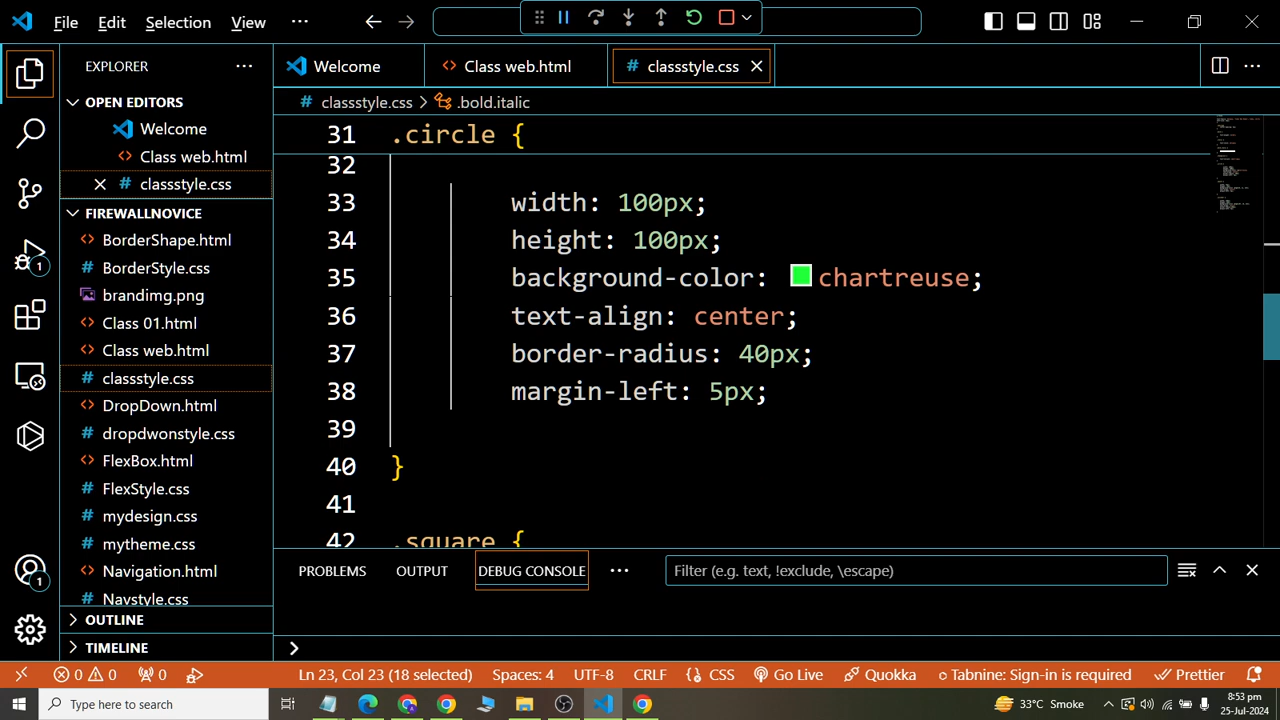 File Edit Selection View ...
EXPLORER ...
Welcome
Class web.html
classstyle.css
...
OPEN EDITORS
Welcome
Class web.html
classstyle.css
FIREWALLNOVICE
BorderShape.html
BorderStyle.css
brandimg.png
Class 01.html
Class web.html
classstyle.css
DropDown.html
dropdwonstyle.css
FlexBox.html
FlexStyle.css
mydesign.css
mytheme.css
Navigation.html
Navstyle.css
OUTLINE
TIMELINE
1
1
classstyle.css > .bold.italic
31 .circle {
32
33 width: 100px;
34 height: 100px;
35 background-color: chartreuse;
36 text-align: center;
37 border-radius: 40px;
38 margin-left: 5px;
39
40 }
41
42 .square {
PROBLEMS OUTPUT DEBUG CONSOLE ... Filter (e.g. text, !exclude, \escape)
0 0 0 Ln 23, Col 23 (18 selected) Spaces: 4 UTF-8 CRLF {} CSS Go Live Quokka Tabnine: Sign-in is required Prettier
Type here to search 33°C Smoke 8:53 pm
25-Jul-2024